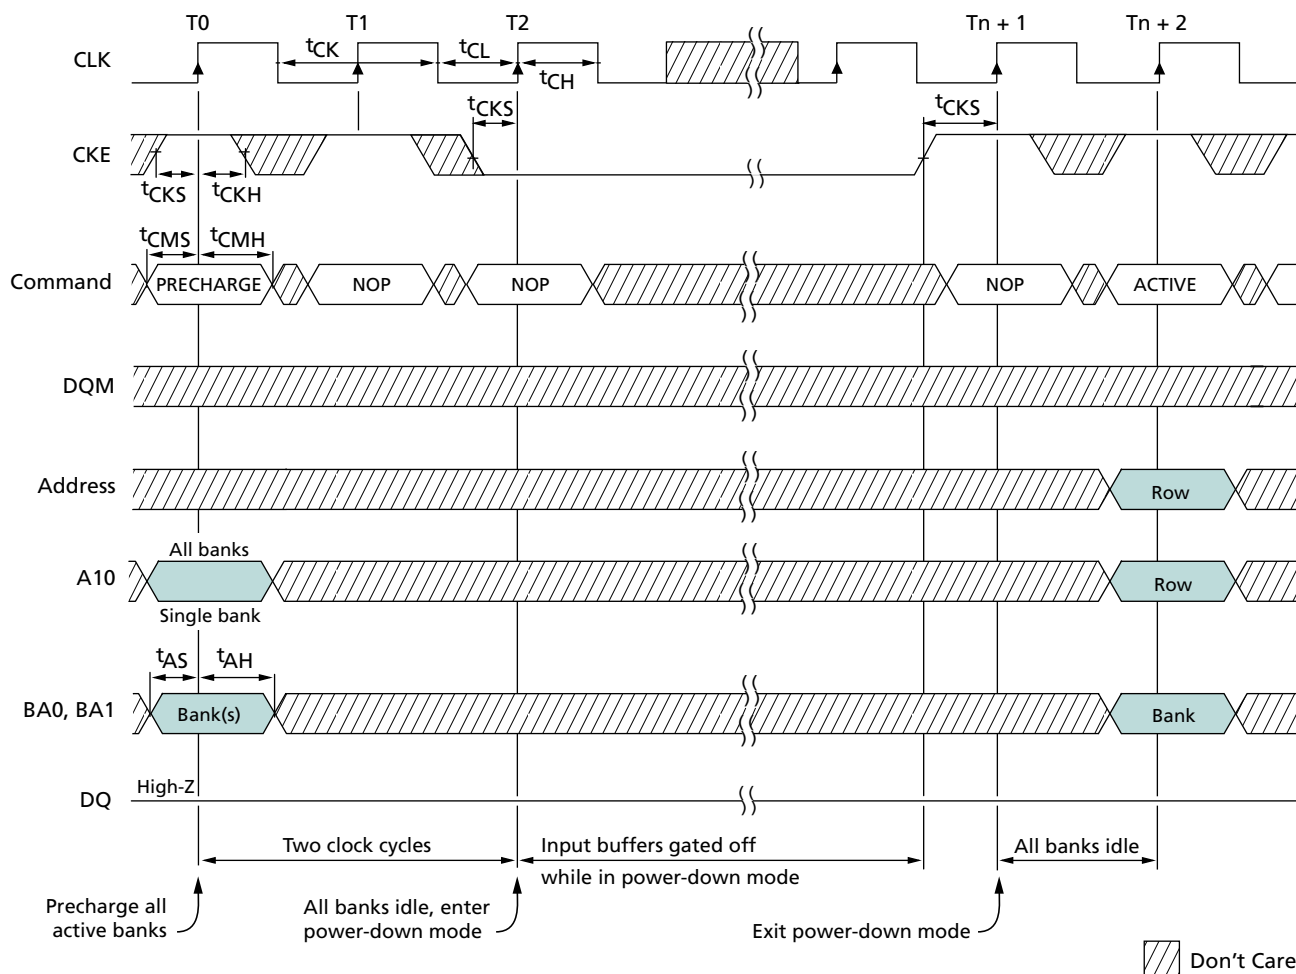 T0 T1 T2 Tn + 1 Tn + 2
CLK
tCK
tCL
tCH
tCKS
tCKS
CKE
tCKS
tCKH
tCMS
tCMH
Command PRECHARGE NOP NOP NOP ACTIVE
DQM
Address Row
All banks
A10 Row
Single bank
tAS
tAH
BA0, BA1 Bank(s) Bank
High-Z
DQ
Two clock cycles
Input buffers gated off
while in power-down mode
All banks idle
Precharge all
active banks
All banks idle, enter
power-down mode
Exit power-down mode
Don't Care